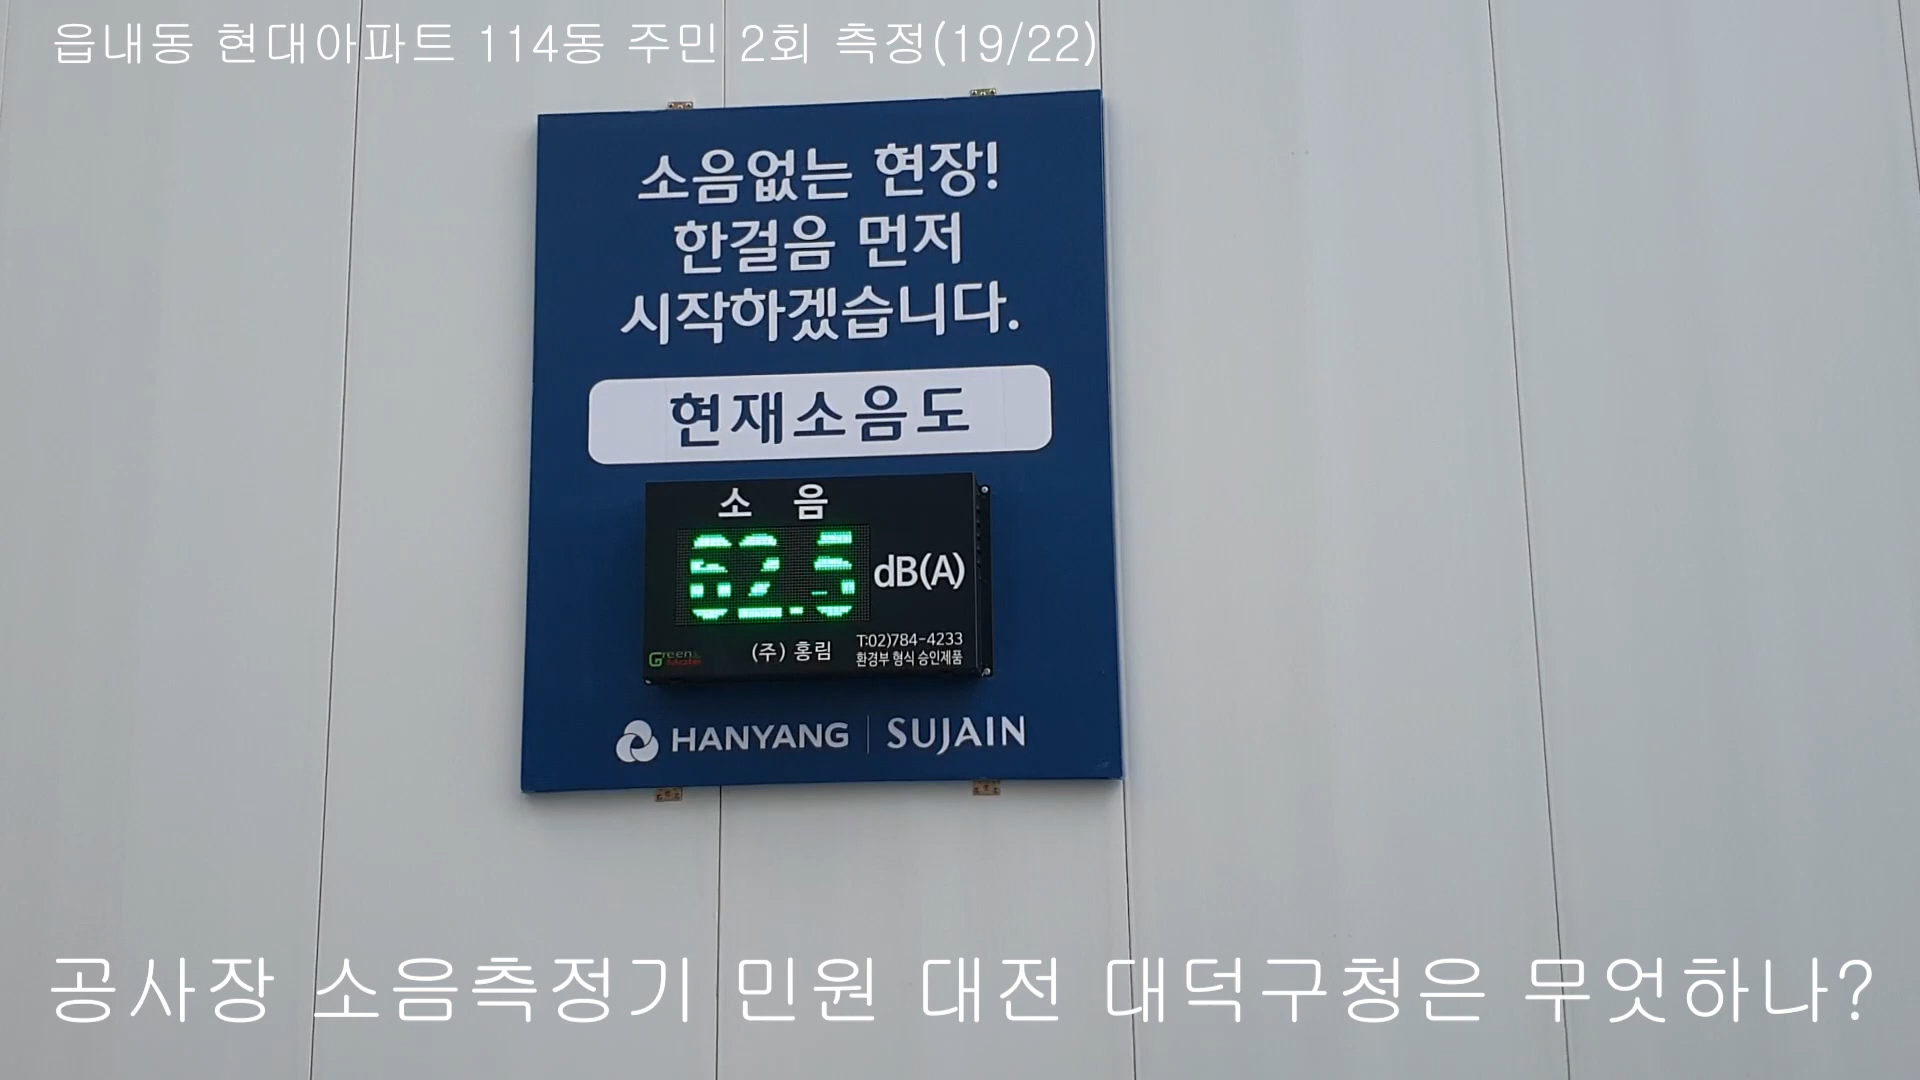 읍내동 현대아파트 114동 주민 2회 측정(19/22)
소음없는 현장!
한걸음 먼저
시작하겠습니다.
현재소음도
소 음
62.5 dB(A)
Green Mate
(주) 홍림
T:02)784-4233
환경부 형식 승인제품
HANYANG | SUJAIN
공사장 소음측정기 민원 대전 대덕구청은 무엇하나?